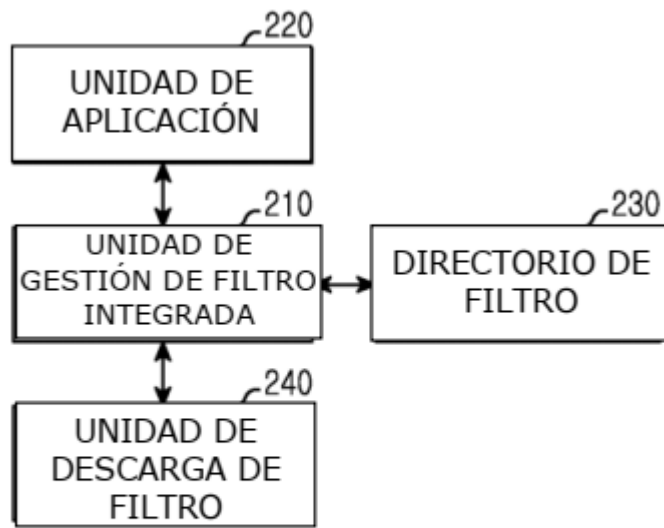 220
UNIDAD DE
APLICACIÓN
210
UNIDAD DE
GESTIÓN DE FILTRO
INTEGRADA
230
DIRECTORIO DE
FILTRO
240
UNIDAD DE
DESCARGA DE
FILTRO